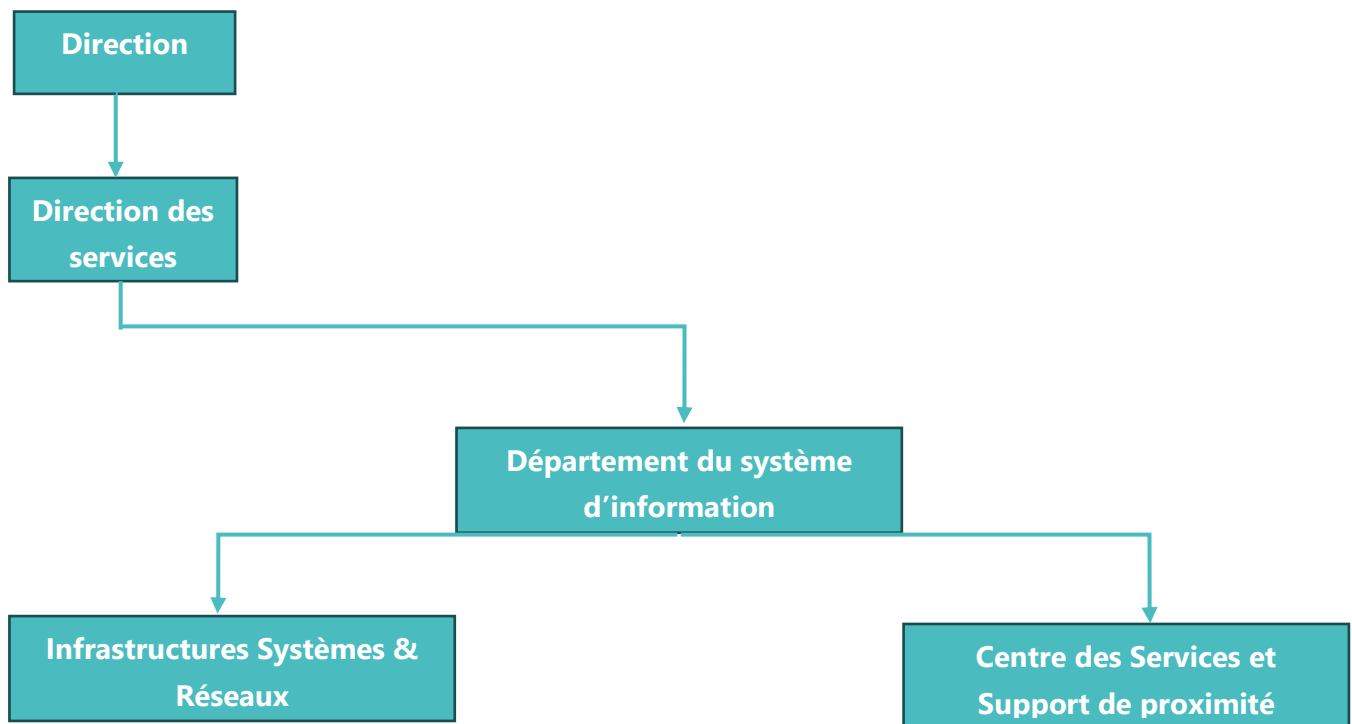 Direction
Direction des
services
Département du système
d’information
Infrastructures Systèmes &
Réseaux
Centre des Services et
Support de proximité